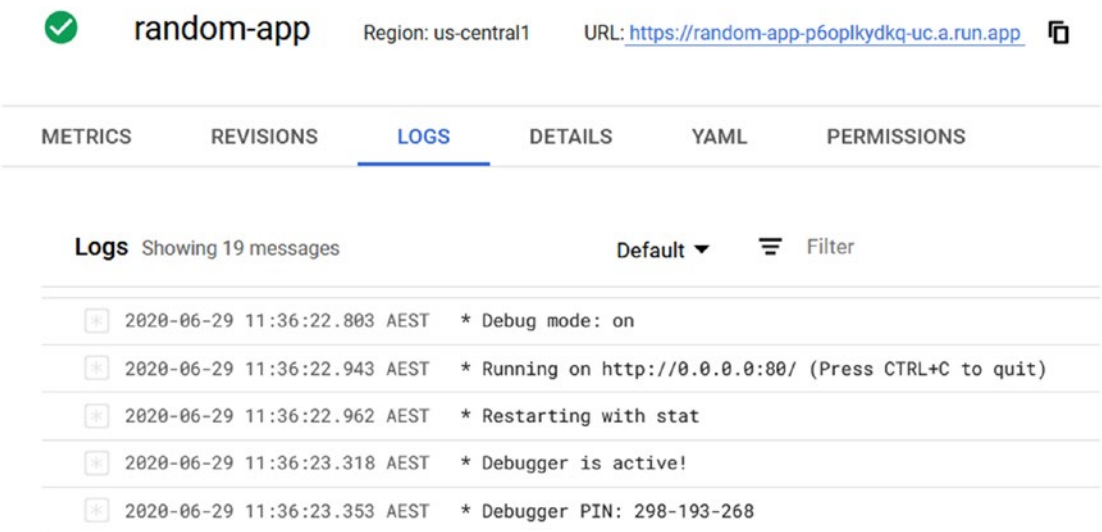 random-app Region: us-central1 URL: https://random-app-p6oplkydkq-uc.a.run.app
METRICS REVISIONS LOGS DETAILS YAML PERMISSIONS
Logs Showing 19 messages Default Filter
2020-06-29 11:36:22.803 AEST * Debug mode: on
2020-06-29 11:36:22.943 AEST * Running on http://0.0.0.0:80/ (Press CTRL+C to quit)
2020-06-29 11:36:22.962 AEST * Restarting with stat
2020-06-29 11:36:23.318 AEST * Debugger is active!
2020-06-29 11:36:23.353 AEST * Debugger PIN: 298-193-268